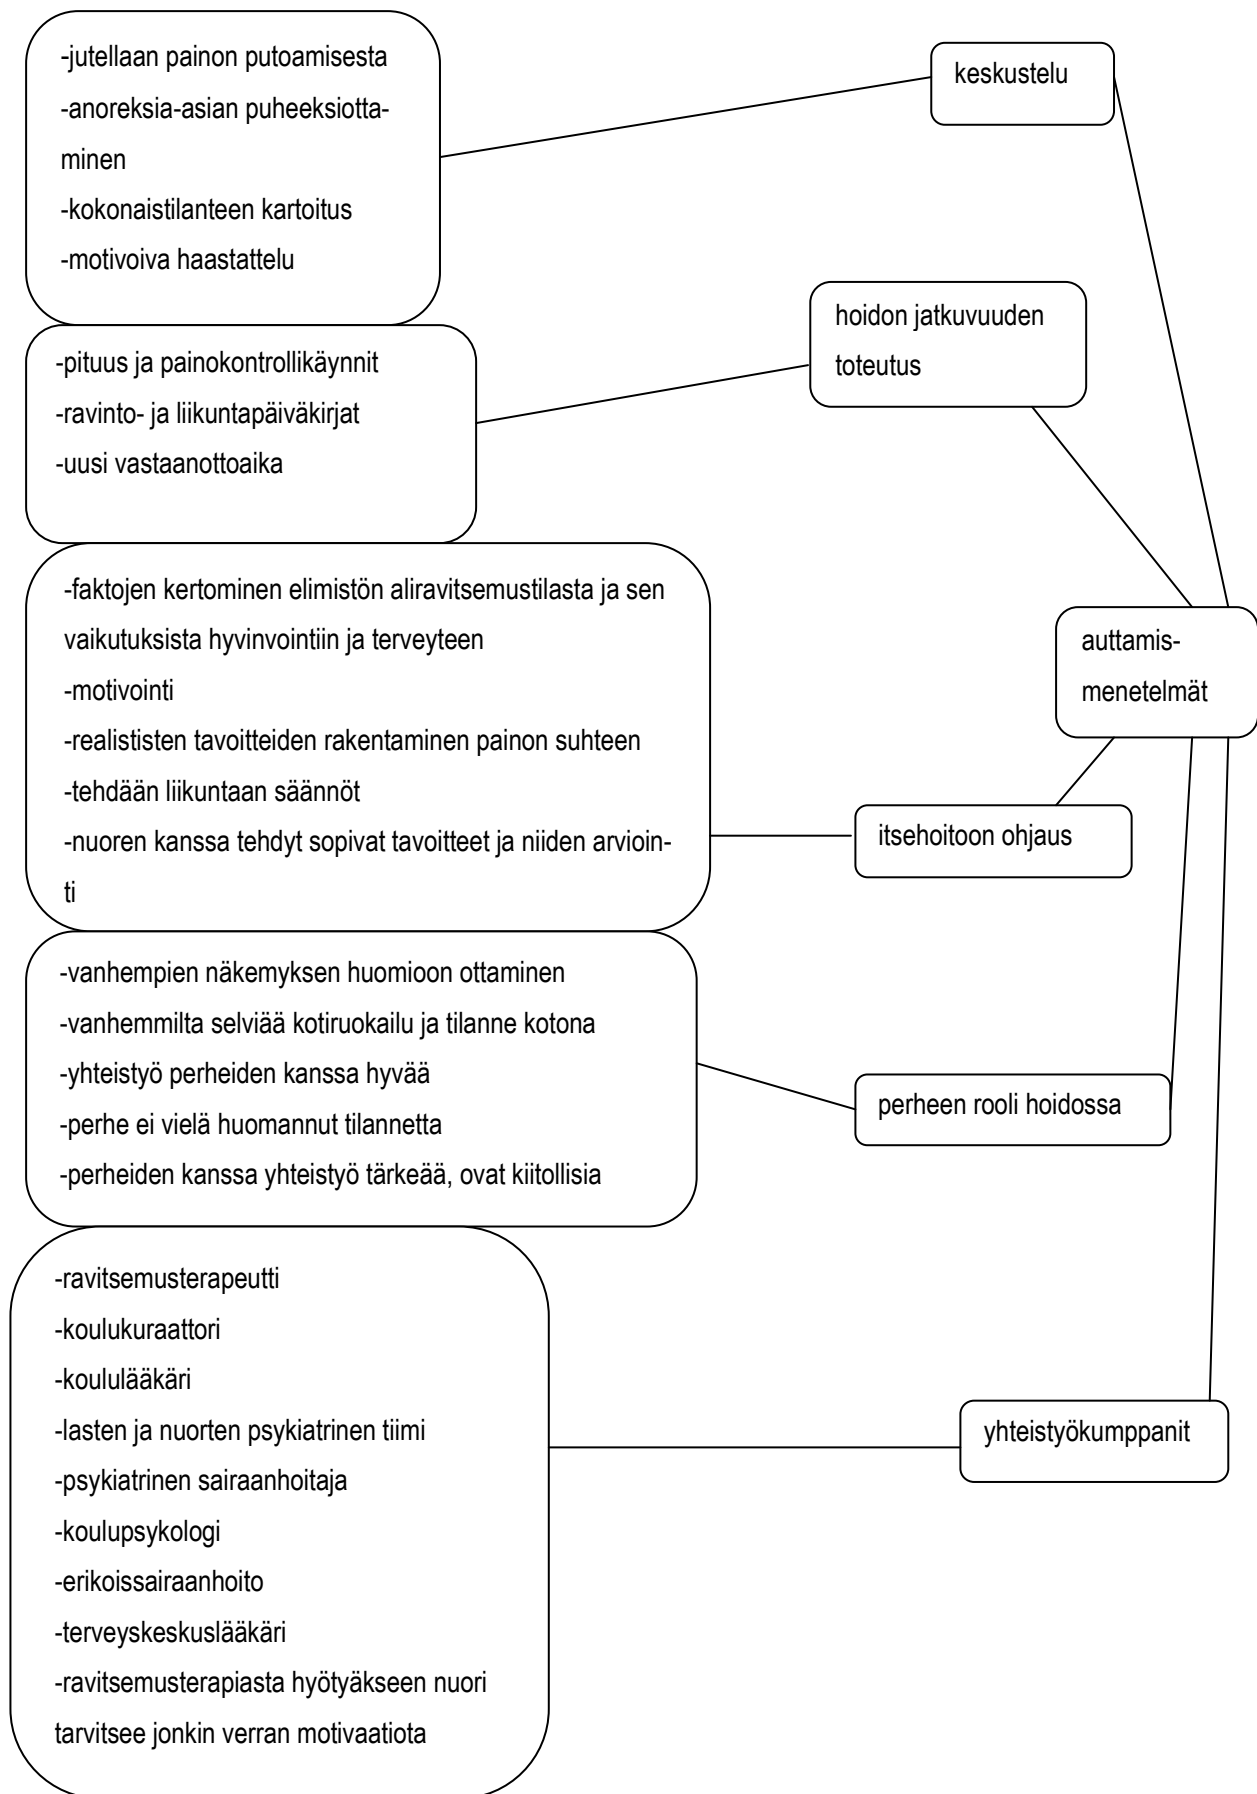 -jutellaan painon putoamisesta
-anoreksia-asian puheeksiotta-
minen
-kokonaistilanteen kartoitus
-motivoiva haastattelu
keskustelu
-pituus ja painokontrollikäynnit
-ravinto- ja liikuntapäiväkirjat
-uusi vastaanottoaika
hoidon jatkuvuuden
toteutus
-faktojen kertominen elimistön aliravitsemustilasta ja sen
vaikutuksista hyvinvointiin ja terveyteen
-motivointi
-realististen tavoitteiden rakentaminen painon suhteen
-tehdään liikuntaan säännöt
-nuoren kanssa tehdyt sopivat tavoitteet ja niiden arvioin-
ti
itsehoitoon ohjaus
auttamis-
menetelmät
-vanhempien näkemyksen huomioon ottaminen
-vanhemmilta selviää kotiruokailu ja tilanne kotona
-yhteistyö perheiden kanssa hyvää
-perhe ei vielä huomannut tilannetta
-perheiden kanssa yhteistyö tärkeää, ovat kiitollisia
perheen rooli hoidossa
-ravitsemusterapeutti
-koulukuraattori
-koululääkäri
-lasten ja nuorten psykiatrinen tiimi
-psykiatrinen sairaanhoitaja
-koulupsykologi
-erikoissairaanhoito
-terveyskeskuslääkäri
-ravitsemusterapiasta hyötyäkseen nuori
tarvitsee jonkin verran motivaatiota
yhteistyökumppanit